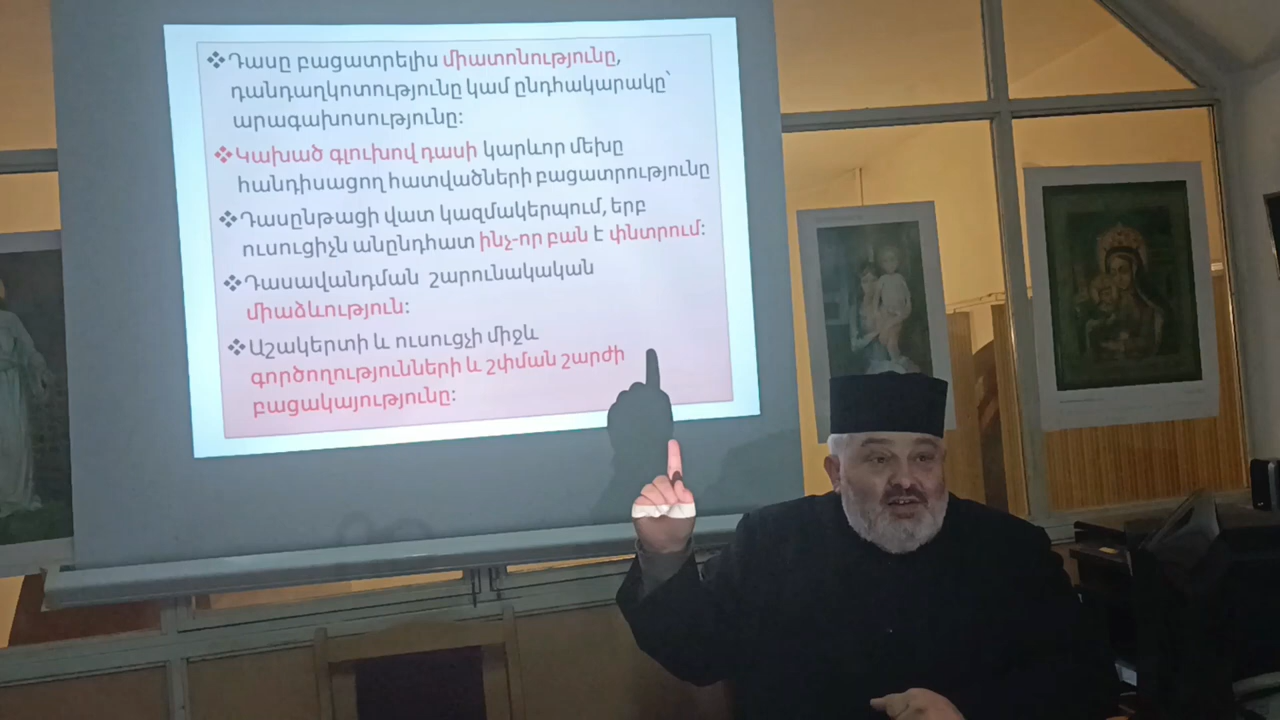 ❖Դասը բացատրելիս միատոնությունը,
դանդաղկոտությունը կամ ընդհակարակը՝
արագախոսությունը:
❖Կախած գլուխով դասի կարևոր մեխը
հանդիսացող հատվածների բացատրությունը
❖Դասընթացի վատ կազմակերպում, երբ
ուսուցիչն անընդհատ ինչ-որ բան է փնտրում:
❖Դասավանդման շարունակական
միաձևություն:
❖Աշակերտի և ուսուցչի միջև
գործողությունների և շփման շարժի
բացակայությունը: